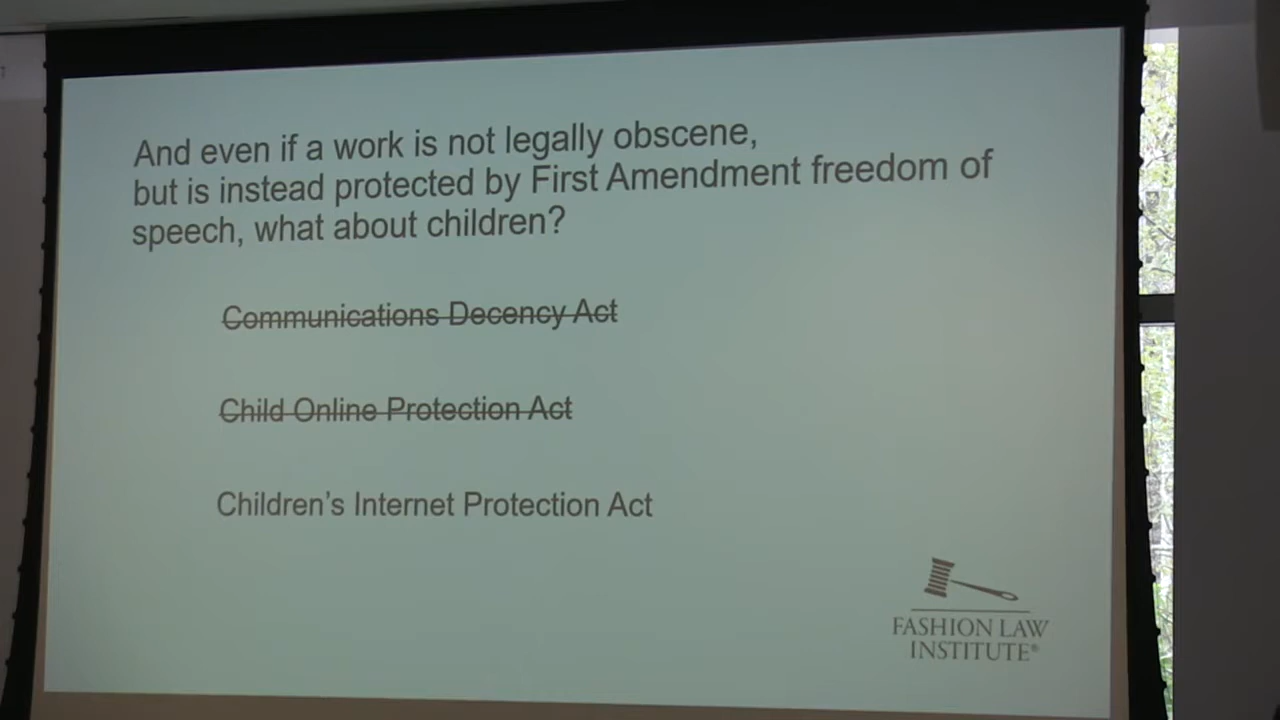 And even if a work is not legally obscene,
but is instead protected by First Amendment freedom of
speech, what about children?
Communications Decency Act
Child Online Protection Act
Children's Internet Protection Act
FASHION LAW
INSTITUTE®